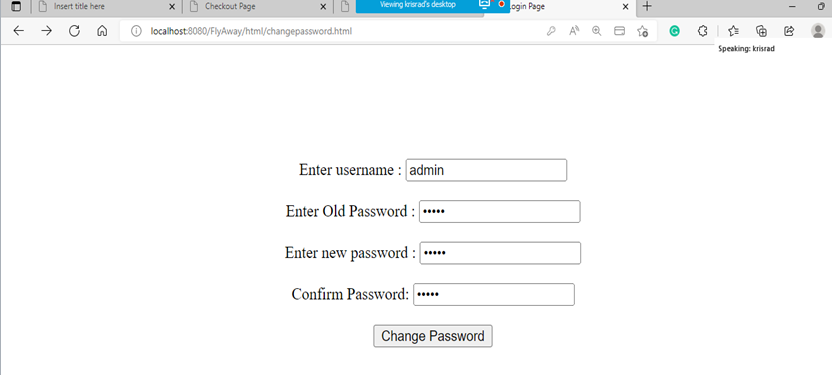 Insert title here
Checkout Page
Viewing krisrad's desktop
ogin Page
localhost:8080/FlyAway/html/changepassword.html
Speaking: krisrad
Enter username : admin
Enter Old Password : •••••
Enter new password : •••••
Confirm Password: •••••
Change Password